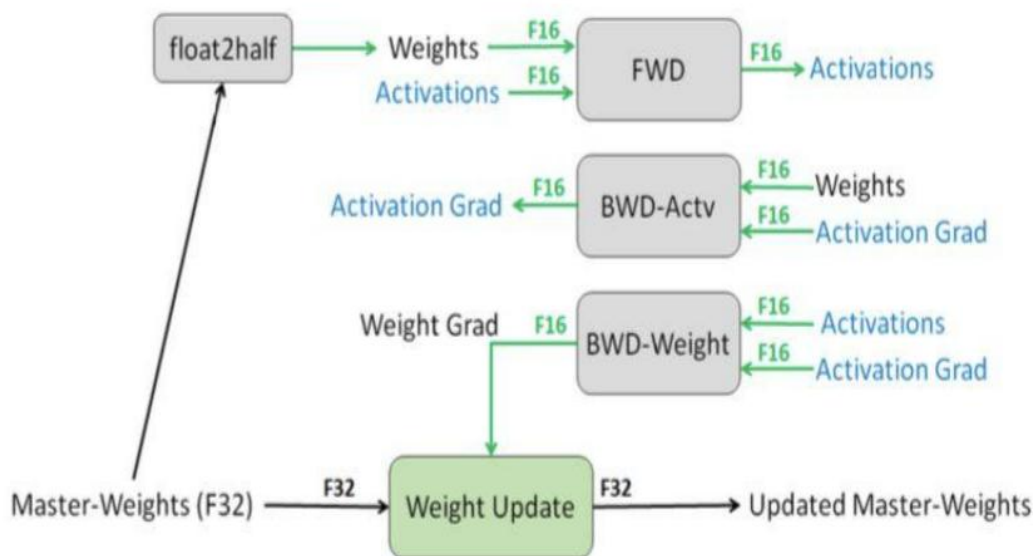 float2half
Weights
F16
F16
Activations
F16
FWD
Activations
Activation Grad
F16
BWD-Actv
F16
Weights
F16
Activation Grad
Weight Grad
F16
BWD-Weight
F16
Activations
F16
Activation Grad
Master-Weights (F32)
F32
Weight Update
F32
Updated Master-Weights